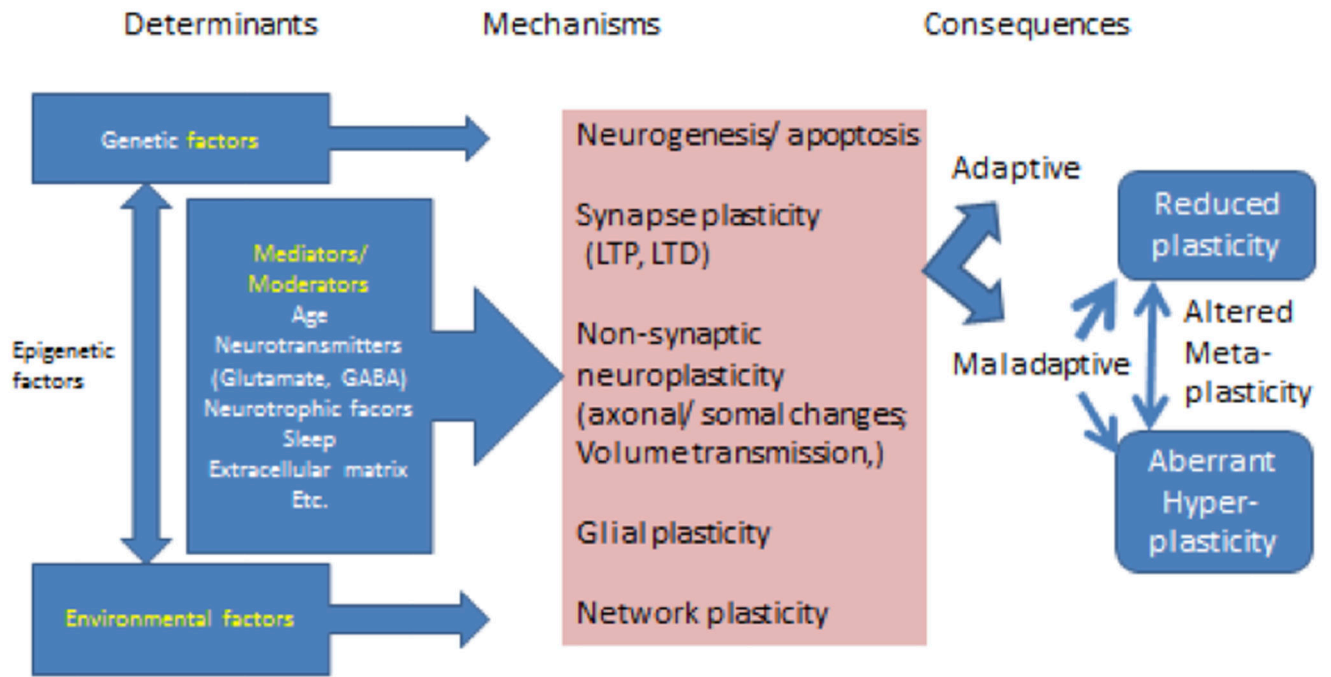 Determinants
Mechanisms
Consequences
Genetic factors
Mediators/
Moderators
Age
Neurotransmitters
(Glutamate, GABA)
Neurotrophic facors
Sleep
Extracellular matrix
Etc.
Epigenetic
factors
Environmental factors
Neurogenesis/ apoptosis
Synapse plasticity
(LTP, LTD)
Non-synaptic
neuroplasticity
(axonal/ somal changes;
Volume transmission,)
Glial plasticity
Network plasticity
Adaptive
Maladaptive
Reduced
plasticity
Altered
Meta-
plasticity
Aberrant
Hyper-
plasticity